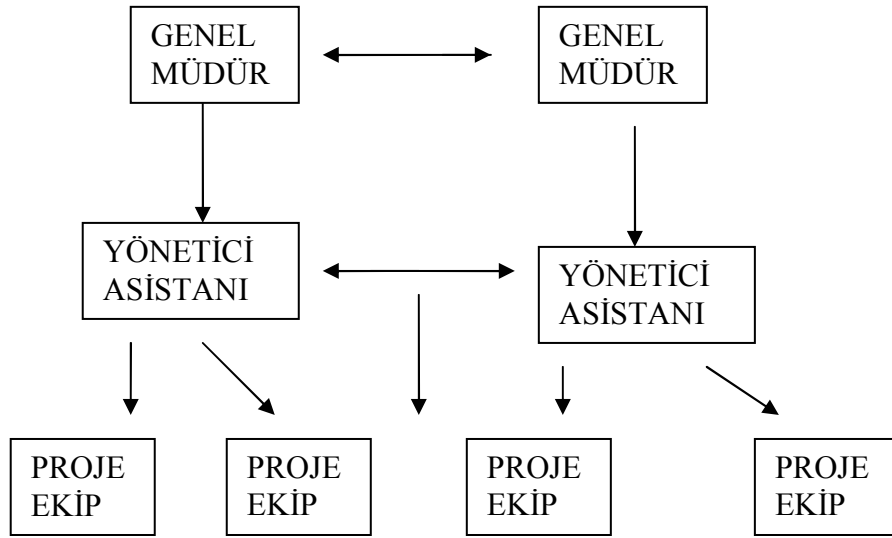 GENEL
MÜDÜR
GENEL
MÜDÜR
YÖNETİCİ
ASİSTANI
YÖNETİCİ
ASİSTANI
PROJE
EKİP
PROJE
EKİP
PROJE
EKİP
PROJE
EKİP